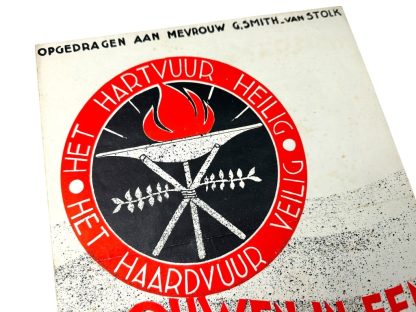 OPGEDRAGEN AAN MEVROUW G. SMITH-VAN STOLK
HET HARTVUUR HEILIG
HET HAARDVUUR VEILIG